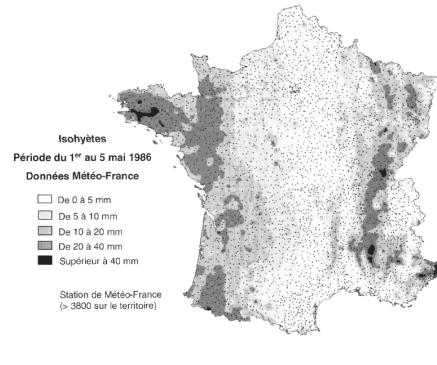 Isohyètes
Période du 1er au 5 mai 1986
Données Météo-France
De 0 à 5 mm
De 5 à 10 mm
De 10 à 20 mm
De 20 à 40 mm
Supérieur à 40 mm
Station de Météo-France
(> 3800 sur le territoire)